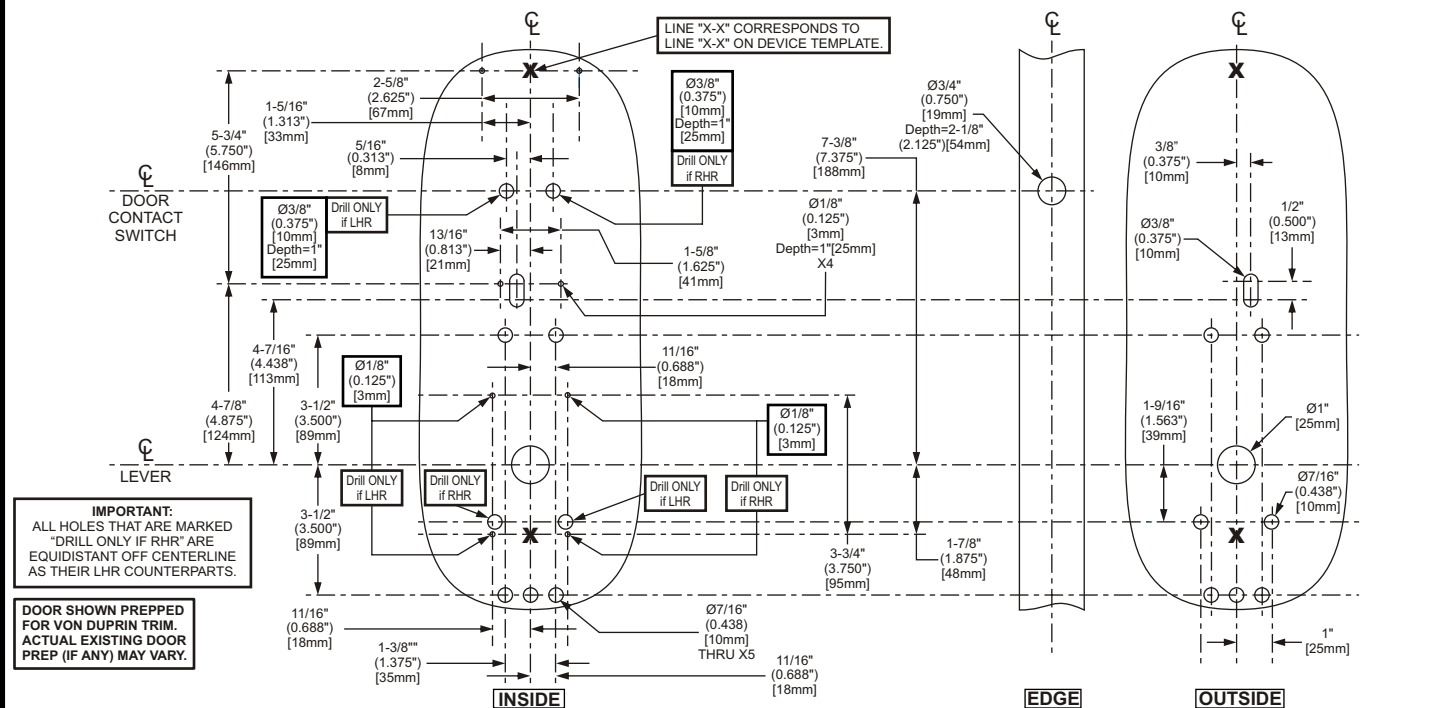 ℄
℄
℄
LINE "X-X" CORRESPONDS TO
LINE "X-X" ON DEVICE TEMPLATE.
X
X
2-5/8"
(2.625")
[67mm]
1-5/16"
(1.313")
[33mm]
5-3/4"
(5.750")
[146mm]
5/16"
(0.313")
[8mm]
Ø3/8"
(0.375")
[10mm]
Depth=1"
[25mm]
Drill ONLY
if RHR
7-3/8"
(7.375")
[188mm]
Ø3/4"
(0.750")
[19mm]
Depth=2-1/8"
(2.125")[54mm]
3/8"
(0.375")
[10mm]
℄
DOOR
CONTACT
SWITCH
Ø3/8"
(0.375")
[10mm]
Depth=1"
[25mm]
Drill ONLY
if LHR
13/16"
(0.813")
[21mm]
1-5/8"
(1.625")
[41mm]
Ø1/8"
(0.125")
[3mm]
Depth=1"[25mm]
X4
Ø3/8"
(0.375")
[10mm]
1/2"
(0.500")
[13mm]
4-7/16"
(4.438")
[113mm]
4-7/8"
(4.875")
[124mm]
3-1/2"
(3.500")
[89mm]
Ø1/8"
(0.125")
[3mm]
11/16"
(0.688")
[18mm]
Ø1/8"
(0.125")
[3mm]
1-9/16"
(1.563")
[39mm]
Ø1"
[25mm]
℄
LEVER
Drill ONLY
if LHR
Drill ONLY
if RHR
Drill ONLY
if LHR
Drill ONLY
if RHR
Ø7/16"
(0.438")
[10mm]
IMPORTANT:
ALL HOLES THAT ARE MARKED
"DRILL ONLY IF RHR" ARE
EQUIDISTANT OFF CENTERLINE
AS THEIR LHR COUNTERPARTS.
3-1/2"
(3.500")
[89mm]
X
X
3-3/4"
(3.750")
[95mm]
1-7/8"
(1.875")
[48mm]
DOOR SHOWN PREPPED
FOR VON DUPRIN TRIM.
ACTUAL EXISTING DOOR
PREP (IF ANY) MAY VARY.
11/16"
(0.688")
[18mm]
1-3/8""
(1.375")
[35mm]
Ø7/16"
(0.438)
[10mm]
THRU X5
11/16"
(0.688")
[18mm]
1"
[25mm]
INSIDE
EDGE
OUTSIDE